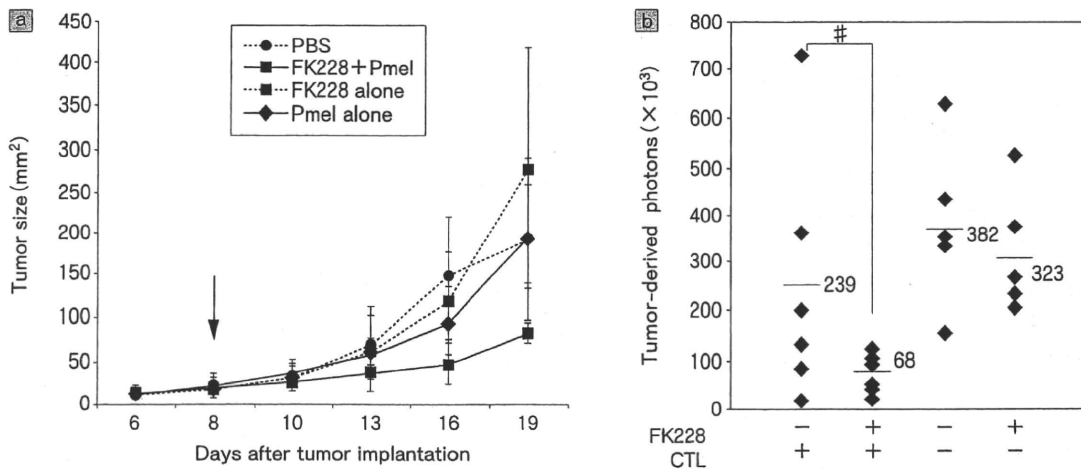 a
450
400
350
300
250
200
150
100
50
0
Tumor size (mm²)
PBS
FK228+Pmel
FK228 alone
Pmel alone
6 8 10 13 16 19
Days after tumor implantation
b
800
700
600
500
400
300
200
100
0
Tumor-derived photons (×10³)
#
239
68
382
323
FK228 − + − +
CTL + + − −